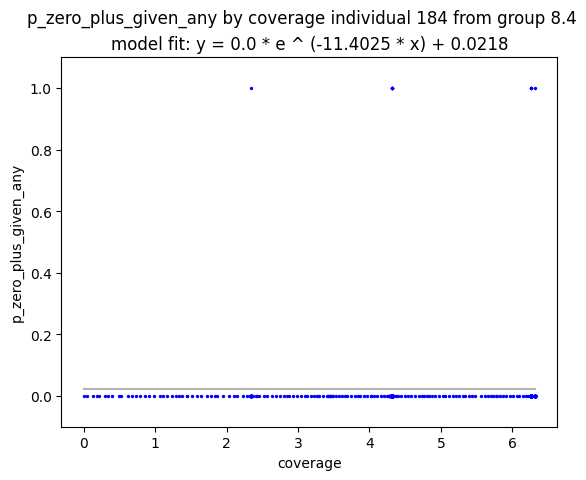 p_zero_plus_given_any by coverage individual 184 from group 8.4
model fit: y = 0.0 * e ^ (-11.4025 * x) + 0.0218
1.0
0.8
0.6
0.4
0.2
0.0
p_zero_plus_given_any
0 1 2 3 4 5 6
coverage